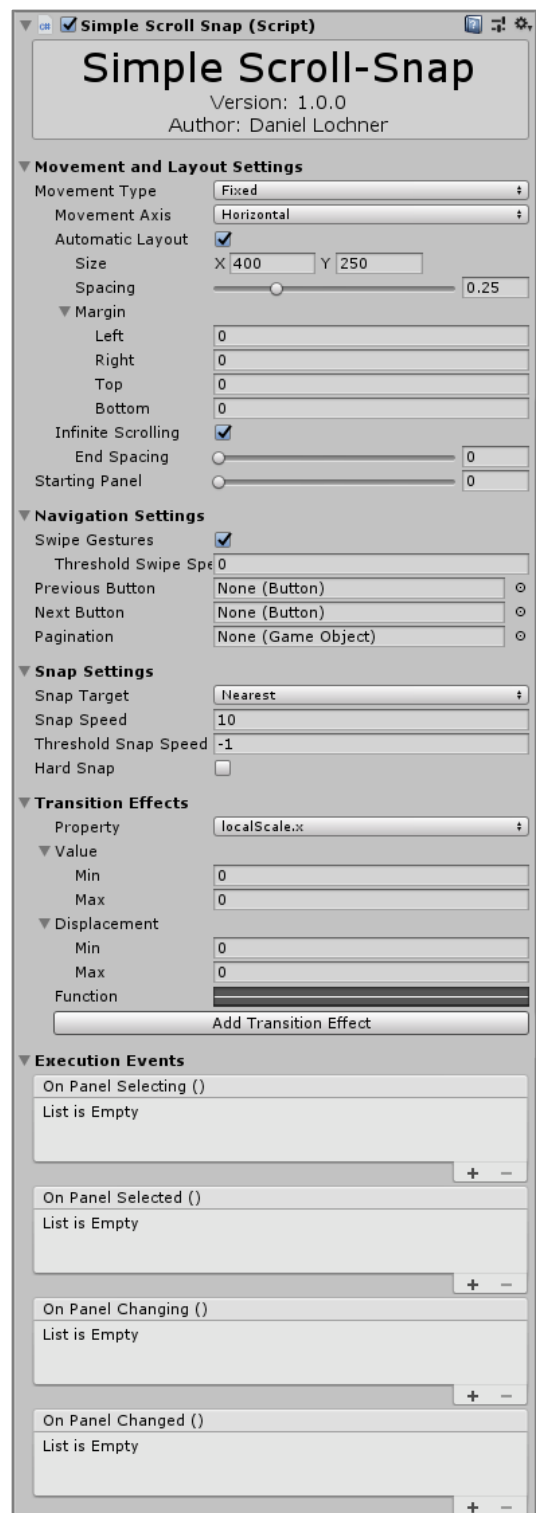 Simple Scroll Snap (Script)
Simple Scroll-Snap
Version: 1.0.0
Author: Daniel Lochner
Movement and Layout Settings
Movement Type Fixed
Movement Axis Horizontal
Automatic Layout
Size X 400 Y 250
Spacing 0.25
Margin
Left 0
Right 0
Top 0
Bottom 0
Infinite Scrolling
End Spacing 0
Starting Panel 0
Navigation Settings
Swipe Gestures
Threshold Swipe Spe 0
Previous Button None (Button)
Next Button None (Button)
Pagination None (Game Object)
Snap Settings
Snap Target Nearest
Snap Speed 10
Threshold Snap Speed -1
Hard Snap
Transition Effects
Property localScale.x
Value
Min 0
Max 0
Displacement
Min 0
Max 0
Function
Add Transition Effect
Execution Events
On Panel Selecting ()
List is Empty
+ −
On Panel Selected ()
List is Empty
+ −
On Panel Changing ()
List is Empty
+ −
On Panel Changed ()
List is Empty
+ −